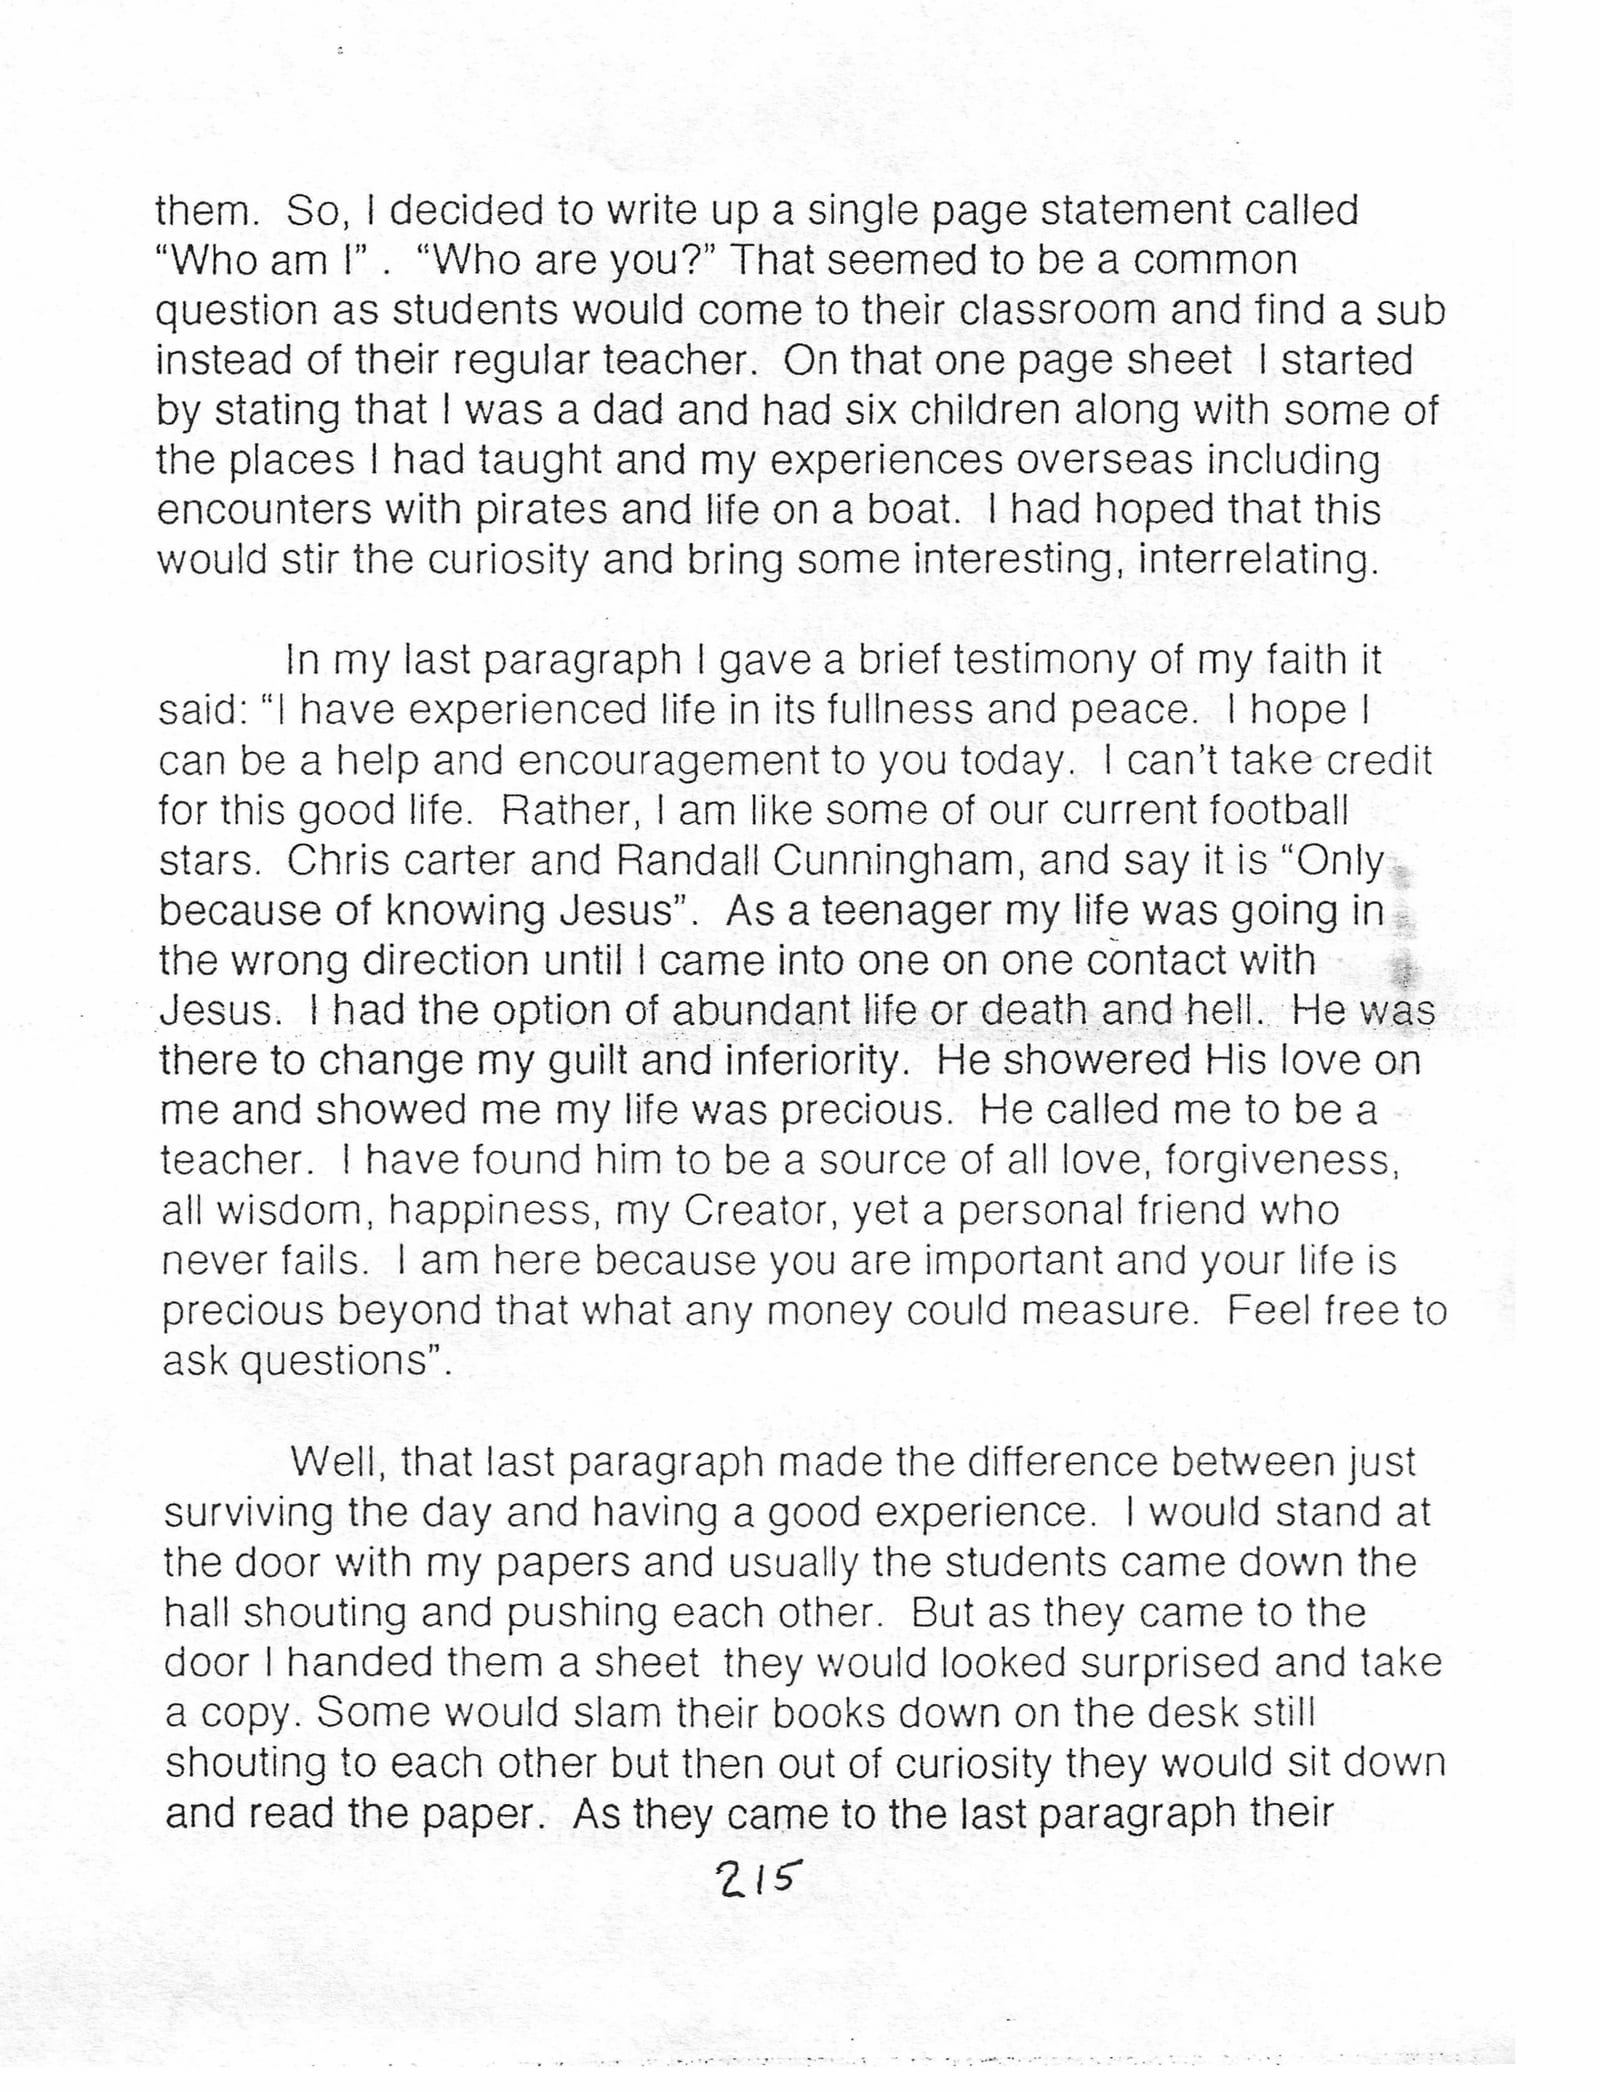 them.  So, I decided to write up a single page statement called
“Who am I” .  “Who are you?” That seemed to be a common
question as students would come to their classroom and find a sub
instead of their regular teacher.  On that one page sheet  I started
by stating that I was a dad and had six children along with some of
the places I had taught and my experiences overseas including
encounters with pirates and life on a boat.  I had hoped that this
would stir the curiosity and bring some interesting, interrelating.
In my last paragraph I gave a brief testimony of my faith it
said: “I have experienced life in its fullness and peace.  I hope I
can be a help and encouragement to you today.  I can’t take credit
for this good life.  Rather, I am like some of our current football
stars.  Chris carter and Randall Cunningham, and say it is “Only
because of knowing Jesus”.  As a teenager my life was going in
the wrong direction until I came into one on one contact with
Jesus.  I had the option of abundant life or death and hell.  He was
there to change my guilt and inferiority.  He showered His love on
me and showed me my life was precious.  He called me to be a
teacher.  I have found him to be a source of all love, forgiveness,
all wisdom, happiness, my Creator, yet a personal friend who
never fails.  I am here because you are important and your life is
precious beyond that what any money could measure.  Feel free to
ask questions”.
Well, that last paragraph made the difference between just
surviving the day and having a good experience.  I would stand at
the door with my papers and usually the students came down the
hall shouting and pushing each other.  But as they came to the
door I handed them a sheet  they would looked surprised and take
a copy. Some would slam their books down on the desk still
shouting to each other but then out of curiosity they would sit down
and read the paper.  As they came to the last paragraph their
215